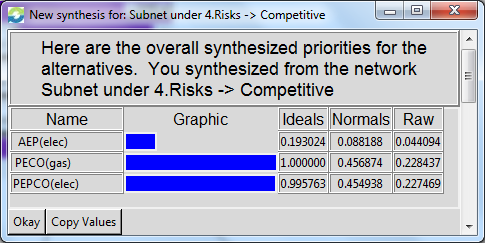 New synthesis for: Subnet under 4.Risks -> Competitive
Here are the overall synthesized priorities for the
alternatives. You synthesized from the network
Subnet under 4.Risks -> Competitive
Name Graphic Ideals Normals Raw
AEP(elec) 0.193024 0.088188 0.044094
PECO(gas) 1.000000 0.456874 0.228437
PEPCO(elec) 0.995763 0.454938 0.227469
Okay Copy Values